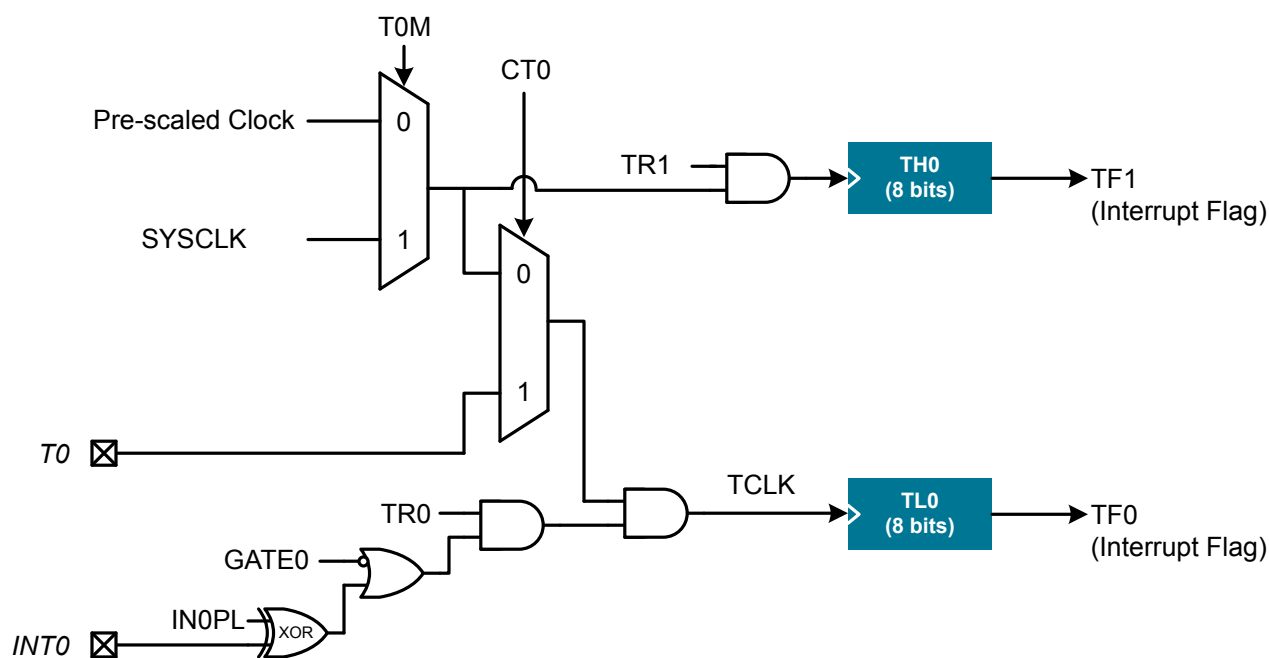 T0M
CT0
Pre-scaled Clock
0
TR1
TH0
(8 bits)
TF1
(Interrupt Flag)
SYSCLK
1
0
1
T0
TCLK
TL0
(8 bits)
TF0
(Interrupt Flag)
TR0
GATE0
IN0PL
XOR
INT0